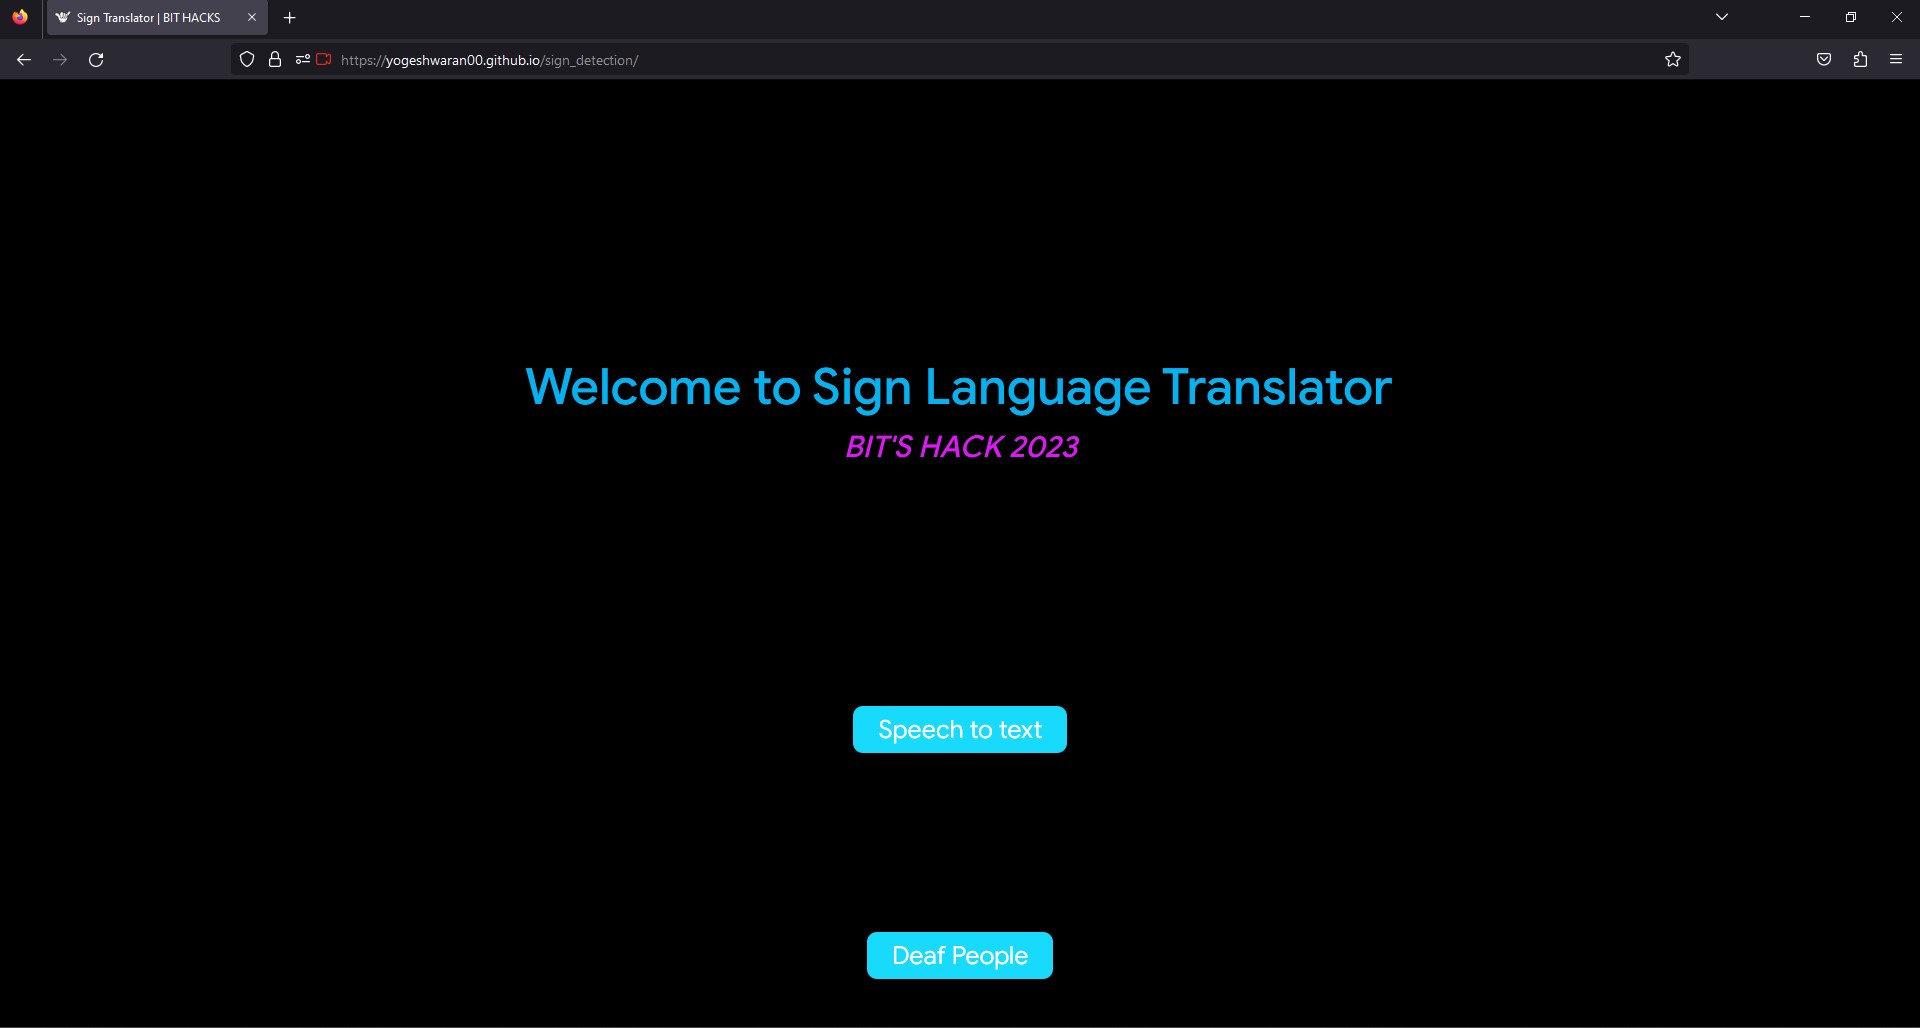 Sign Translator | BIT HACKS
https://yogeshwaran00.github.io/sign_detection/
Welcome to Sign Language Translator
BIT'S HACK 2023
Speech to text
Deaf People